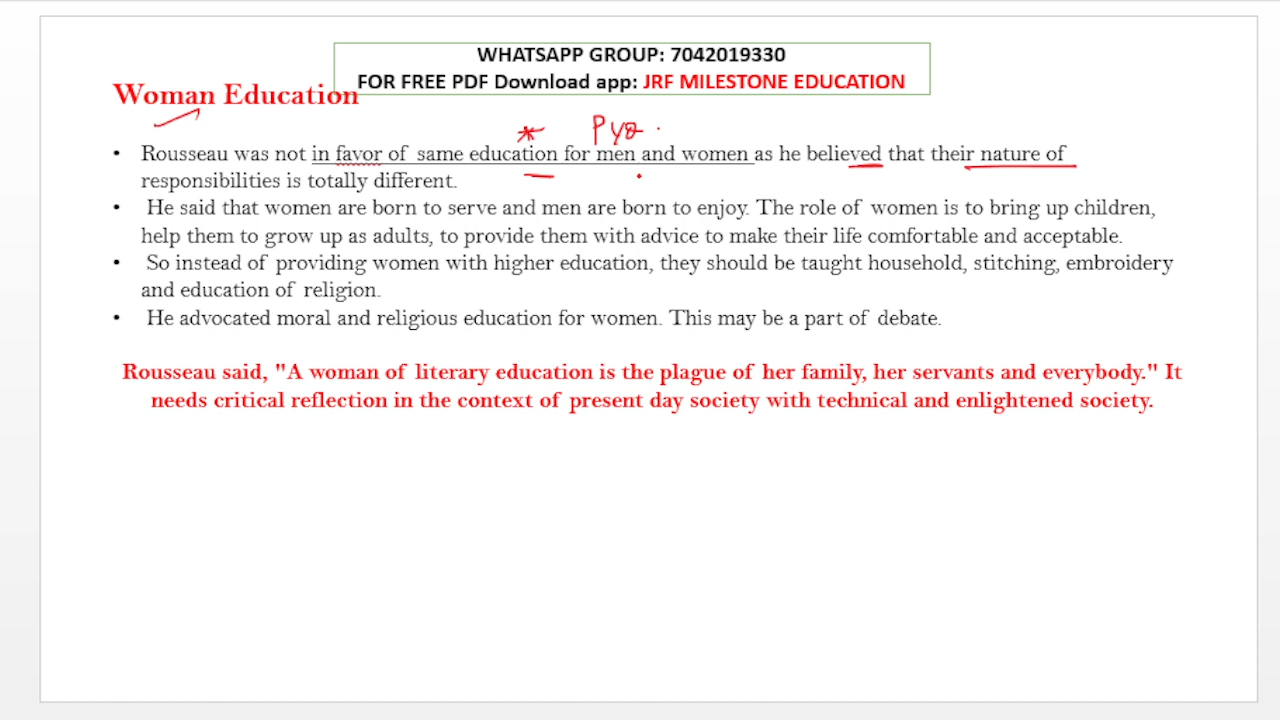 WHATSAPP GROUP: 7042019330
FOR FREE PDF Download app: JRF MILESTONE EDUCATION
Woman Education
PYQ
• Rousseau was not in favor of same education for men and women as he believed that their nature of
responsibilities is totally different.
• He said that women are born to serve and men are born to enjoy. The role of women is to bring up children,
help them to grow up as adults, to provide them with advice to make their life comfortable and acceptable.
• So instead of providing women with higher education, they should be taught household, stitching, embroidery
and education of religion.
• He advocated moral and religious education for women. This may be a part of debate.
Rousseau said, "A woman of literary education is the plague of her family, her servants and everybody." It
needs critical reflection in the context of present day society with technical and enlightened society.